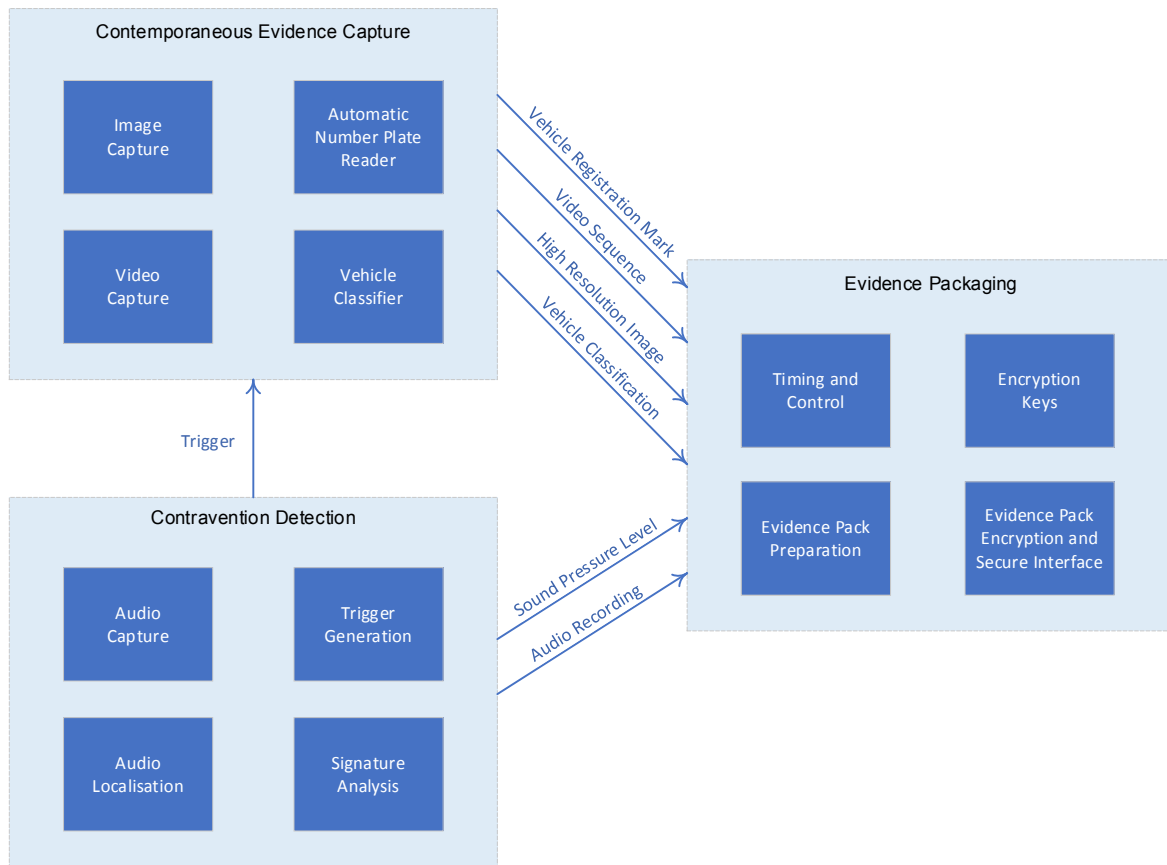 Contemporaneous Evidence Capture
Image
Capture
Automatic
Number Plate
Reader
Video
Capture
Vehicle
Classifier
Vehicle Registration Mark
Video Sequence
High Resolution Image
Vehicle Classification
Evidence Packaging
Timing and
Control
Encryption
Keys
Evidence Pack
Preparation
Evidence Pack
Encryption and
Secure Interface
Trigger
Contravention Detection
Audio
Capture
Trigger
Generation
Audio
Localisation
Signature
Analysis
Sound Pressure Level
Audio Recording